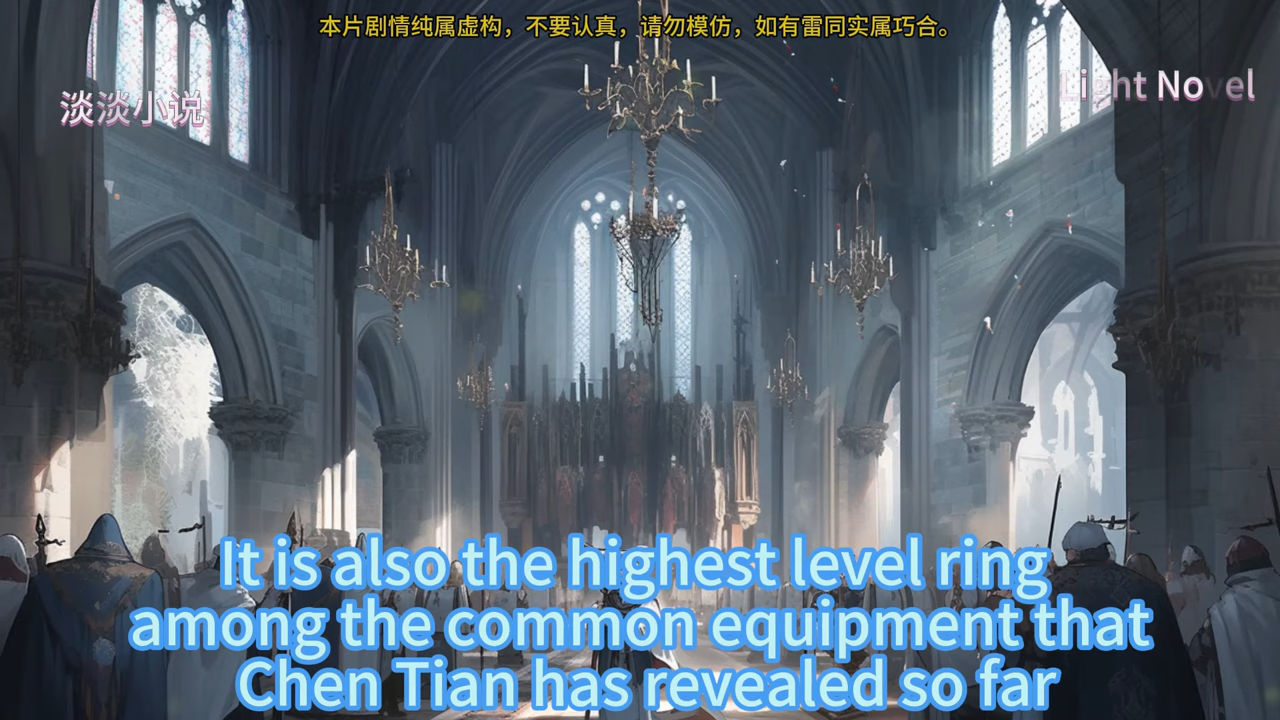 本片剧情纯属虚构，不要认真，请勿模仿，如有雷同实属巧合。
淡淡小说
Light Novel
It is also the highest level ring
among the common equipment that
Chen Tian has revealed so far